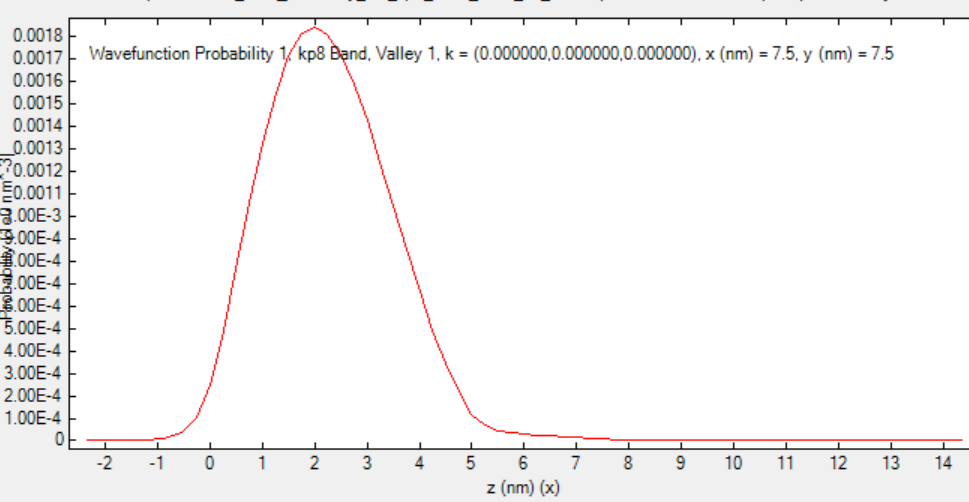 0.0018
Wavefunction Probability 1, kp8 Band, Valley 1, k = (0.000000,0.000000,0.000000), x (nm) = 7.5, y (nm) = 7.5
0.0017
0.0016
0.0015
0.0014
0.0013
0.0012
0.0011
5.00E-4
4.00E-4
3.00E-4
2.00E-4
1.00E-4
0
-2 -1 0 1 2 3 4 5 6 7 8 9 10 11 12 13 14
z (nm) (x)